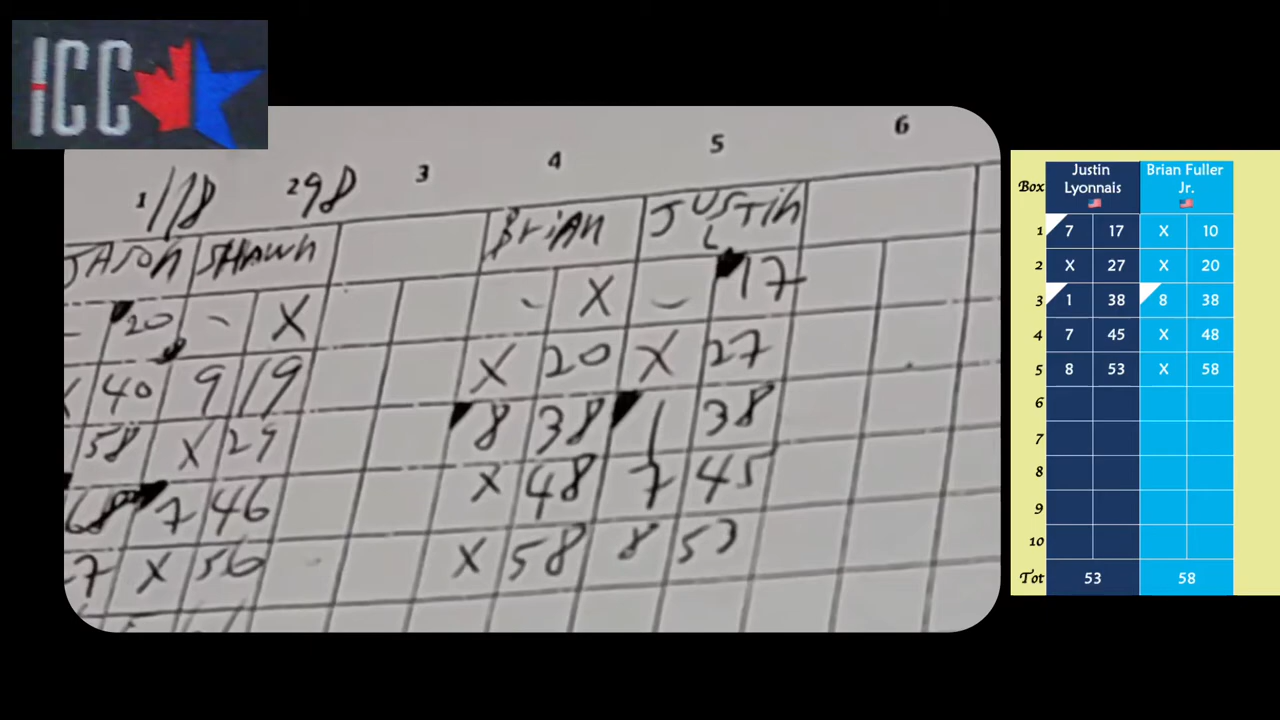 ICC
1/18 298 3 4 5 6
JASON SHAWN BRIAN JUSTIN
L
- 20 - X - X - 17
X 40 9 19 X 20 X 27
58 X 29 8 38 1 38
68 7 46 X 48 7 45
77 X 56 X 58 8 53
Box Justin Lyonnais Brian Fuller Jr.
1 7 17 X 10
2 X 27 X 20
3 1 38 8 38
4 7 45 X 48
5 8 53 X 58
6
7
8
9
10
Tot 53 58